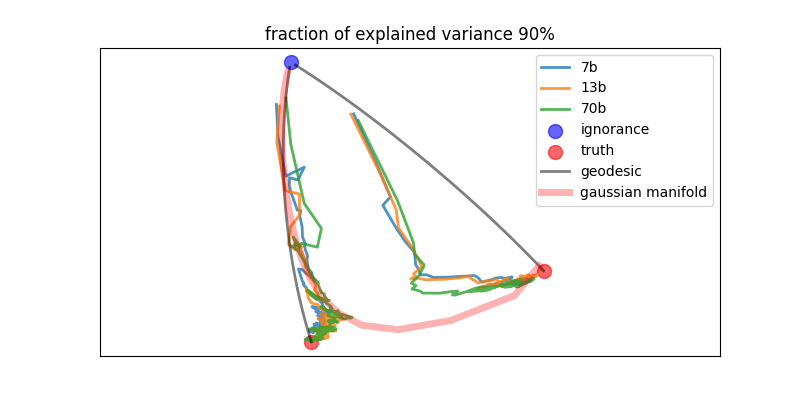 fraction of explained variance 90%
7b
13b
70b
ignorance
truth
geodesic
gaussian manifold